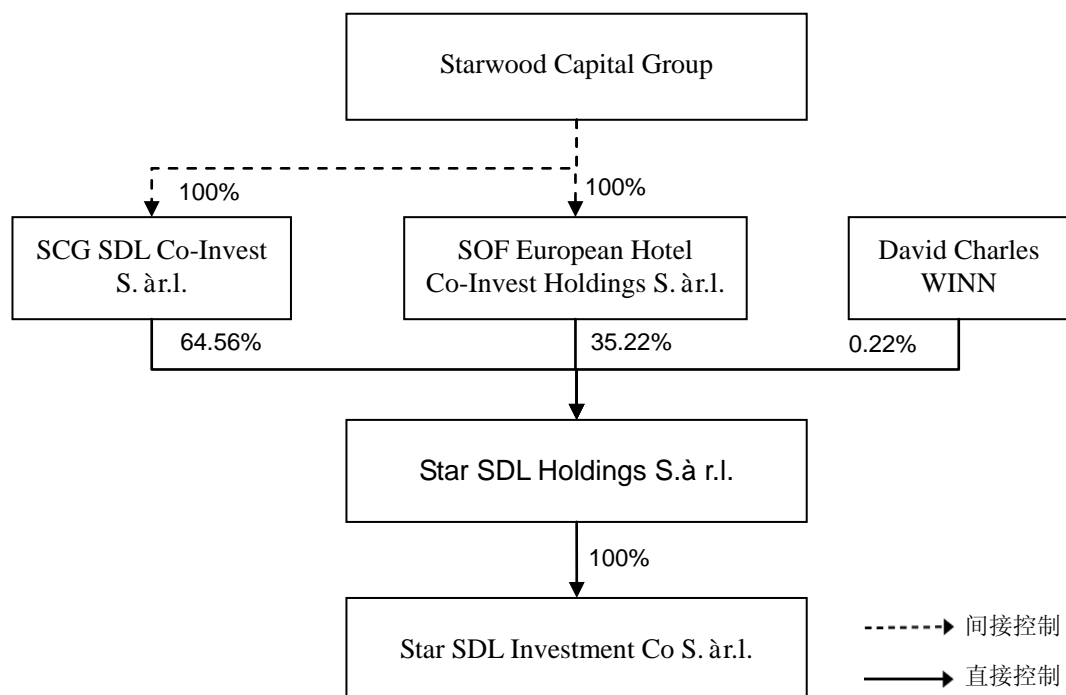 Starwood Capital Group
100%
100%
SCG SDL Co-Invest
S. àr.l.
SOF European Hotel
Co-Invest Holdings S. àr.l.
David Charles
WINN
64.56%
35.22%
0.22%
Star SDL Holdings S.à r.l.
100%
Star SDL Investment Co S. àr.l.
间接控制
直接控制